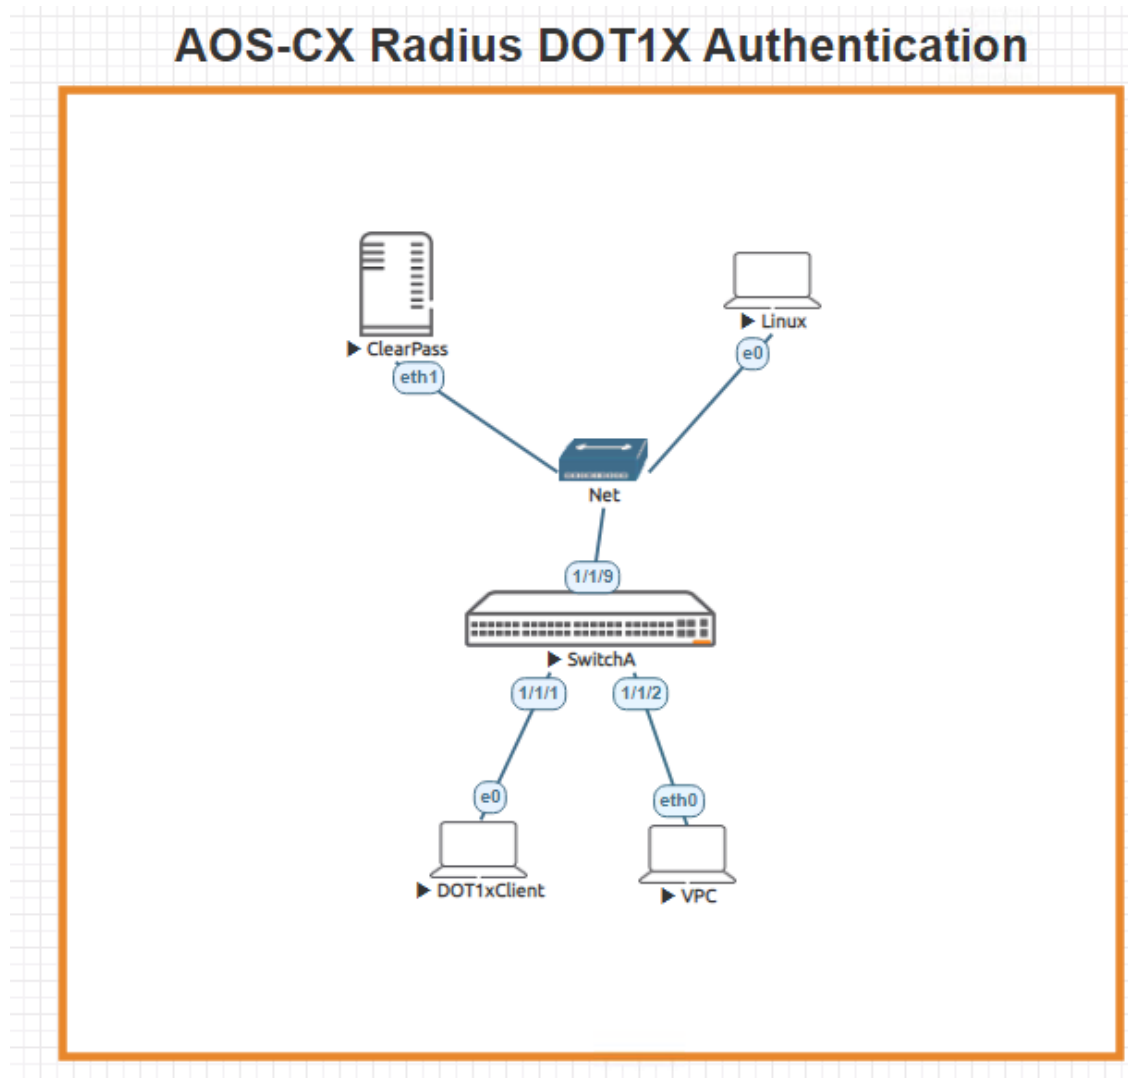 AOS-CX Radius DOT1X Authentication
Linux
ClearPass
e0
eth1
Net
1/1/9
SwitchA
1/1/1
1/1/2
e0
eth0
DOT1xClient
VPC